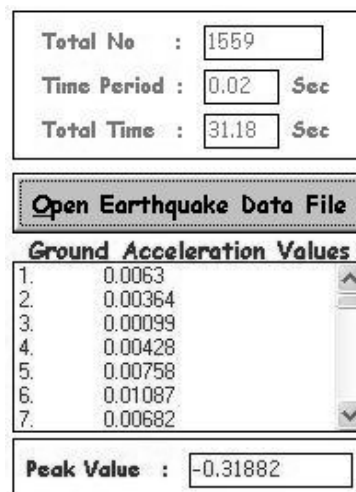 Total No : 1559
Time Period : 0.02 Sec
Total Time : 31.18 Sec
Open Earthquake Data File
Ground Acceleration Values
1. 0.0063
2. 0.00364
3. 0.00099
4. 0.00428
5. 0.00758
6. 0.01087
7. 0.00682
Peak Value : -0.31882